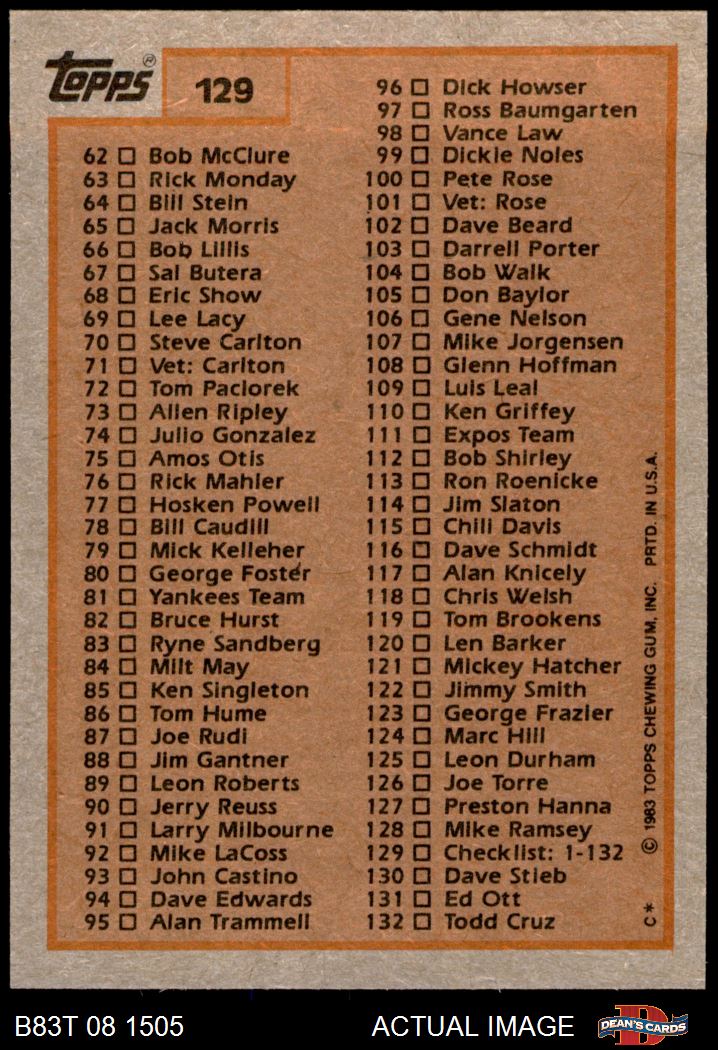 TOPPS®
129
62 □ Bob McClure
63 □ Rick Monday
64 □ Bill Stein
65 □ Jack Morris
66 □ Bob Lillis
67 □ Sal Butera
68 □ Eric Show
69 □ Lee Lacy
70 □ Steve Carlton
71 □ Vet: Carlton
72 □ Tom Paciorek
73 □ Allen Ripley
74 □ Julio Gonzalez
75 □ Amos Otis
76 □ Rick Mahler
77 □ Hosken Powell
78 □ Bill Caudill
79 □ Mick Kelleher
80 □ George Foster
81 □ Yankees Team
82 □ Bruce Hurst
83 □ Ryne Sandberg
84 □ Milt May
85 □ Ken Singleton
86 □ Tom Hume
87 □ Joe Rudi
88 □ Jim Gantner
89 □ Leon Roberts
90 □ Jerry Reuss
91 □ Larry Milbourne
92 □ Mike LaCoss
93 □ John Castino
94 □ Dave Edwards
95 □ Alan Trammell
96 □ Dick Howser
97 □ Ross Baumgarten
98 □ Vance Law
99 □ Dickie Noles
100 □ Pete Rose
101 □ Vet: Rose
102 □ Dave Beard
103 □ Darrell Porter
104 □ Bob Walk
105 □ Don Baylor
106 □ Gene Nelson
107 □ Mike Jorgensen
108 □ Glenn Hoffman
109 □ Luis Leal
110 □ Ken Griffey
111 □ Expos Team
112 □ Bob Shirley
113 □ Ron Roenicke
114 □ Jim Slaton
115 □ Chili Davis
116 □ Dave Schmidt
117 □ Alan Knicely
118 □ Chris Welsh
119 □ Tom Brookens
120 □ Len Barker
121 □ Mickey Hatcher
122 □ Jimmy Smith
123 □ George Frazier
124 □ Marc Hill
125 □ Leon Durham
126 □ Joe Torre
127 □ Preston Hanna
128 □ Mike Ramsey
129 □ Checklist: 1-132
130 □ Dave Stieb
131 □ Ed Ott
132 □ Todd Cruz
C* © 1983 TOPPS CHEWING GUM, INC. PRTD. IN U.S.A.
B83T 08 1505 ACTUAL IMAGE
D
DEAN'S CARDS